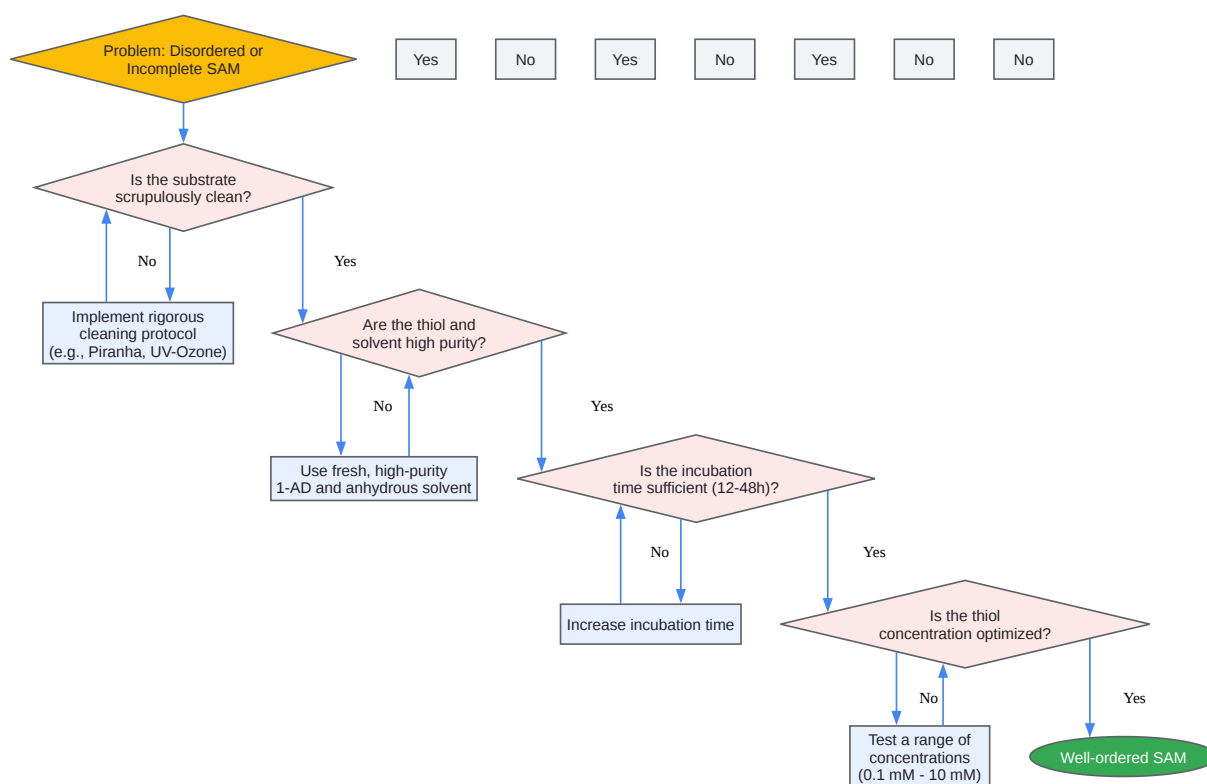 Problem: Disordered or
Incomplete SAM
Yes
No
Yes
No
Yes
No
No
Is the substrate
scrupulously clean?
No
Yes
Implement rigorous
cleaning protocol
(e.g., Piranha, UV-Ozone)
Are the thiol and
solvent high purity?
No
Yes
Use fresh, high-purity
1-AD and anhydrous solvent
Is the incubation
time sufficient (12-48h)?
No
Yes
Increase incubation time
Is the thiol
concentration optimized?
No
Yes
Test a range of
concentrations
(0.1 mM - 10 mM)
Well-ordered SAM